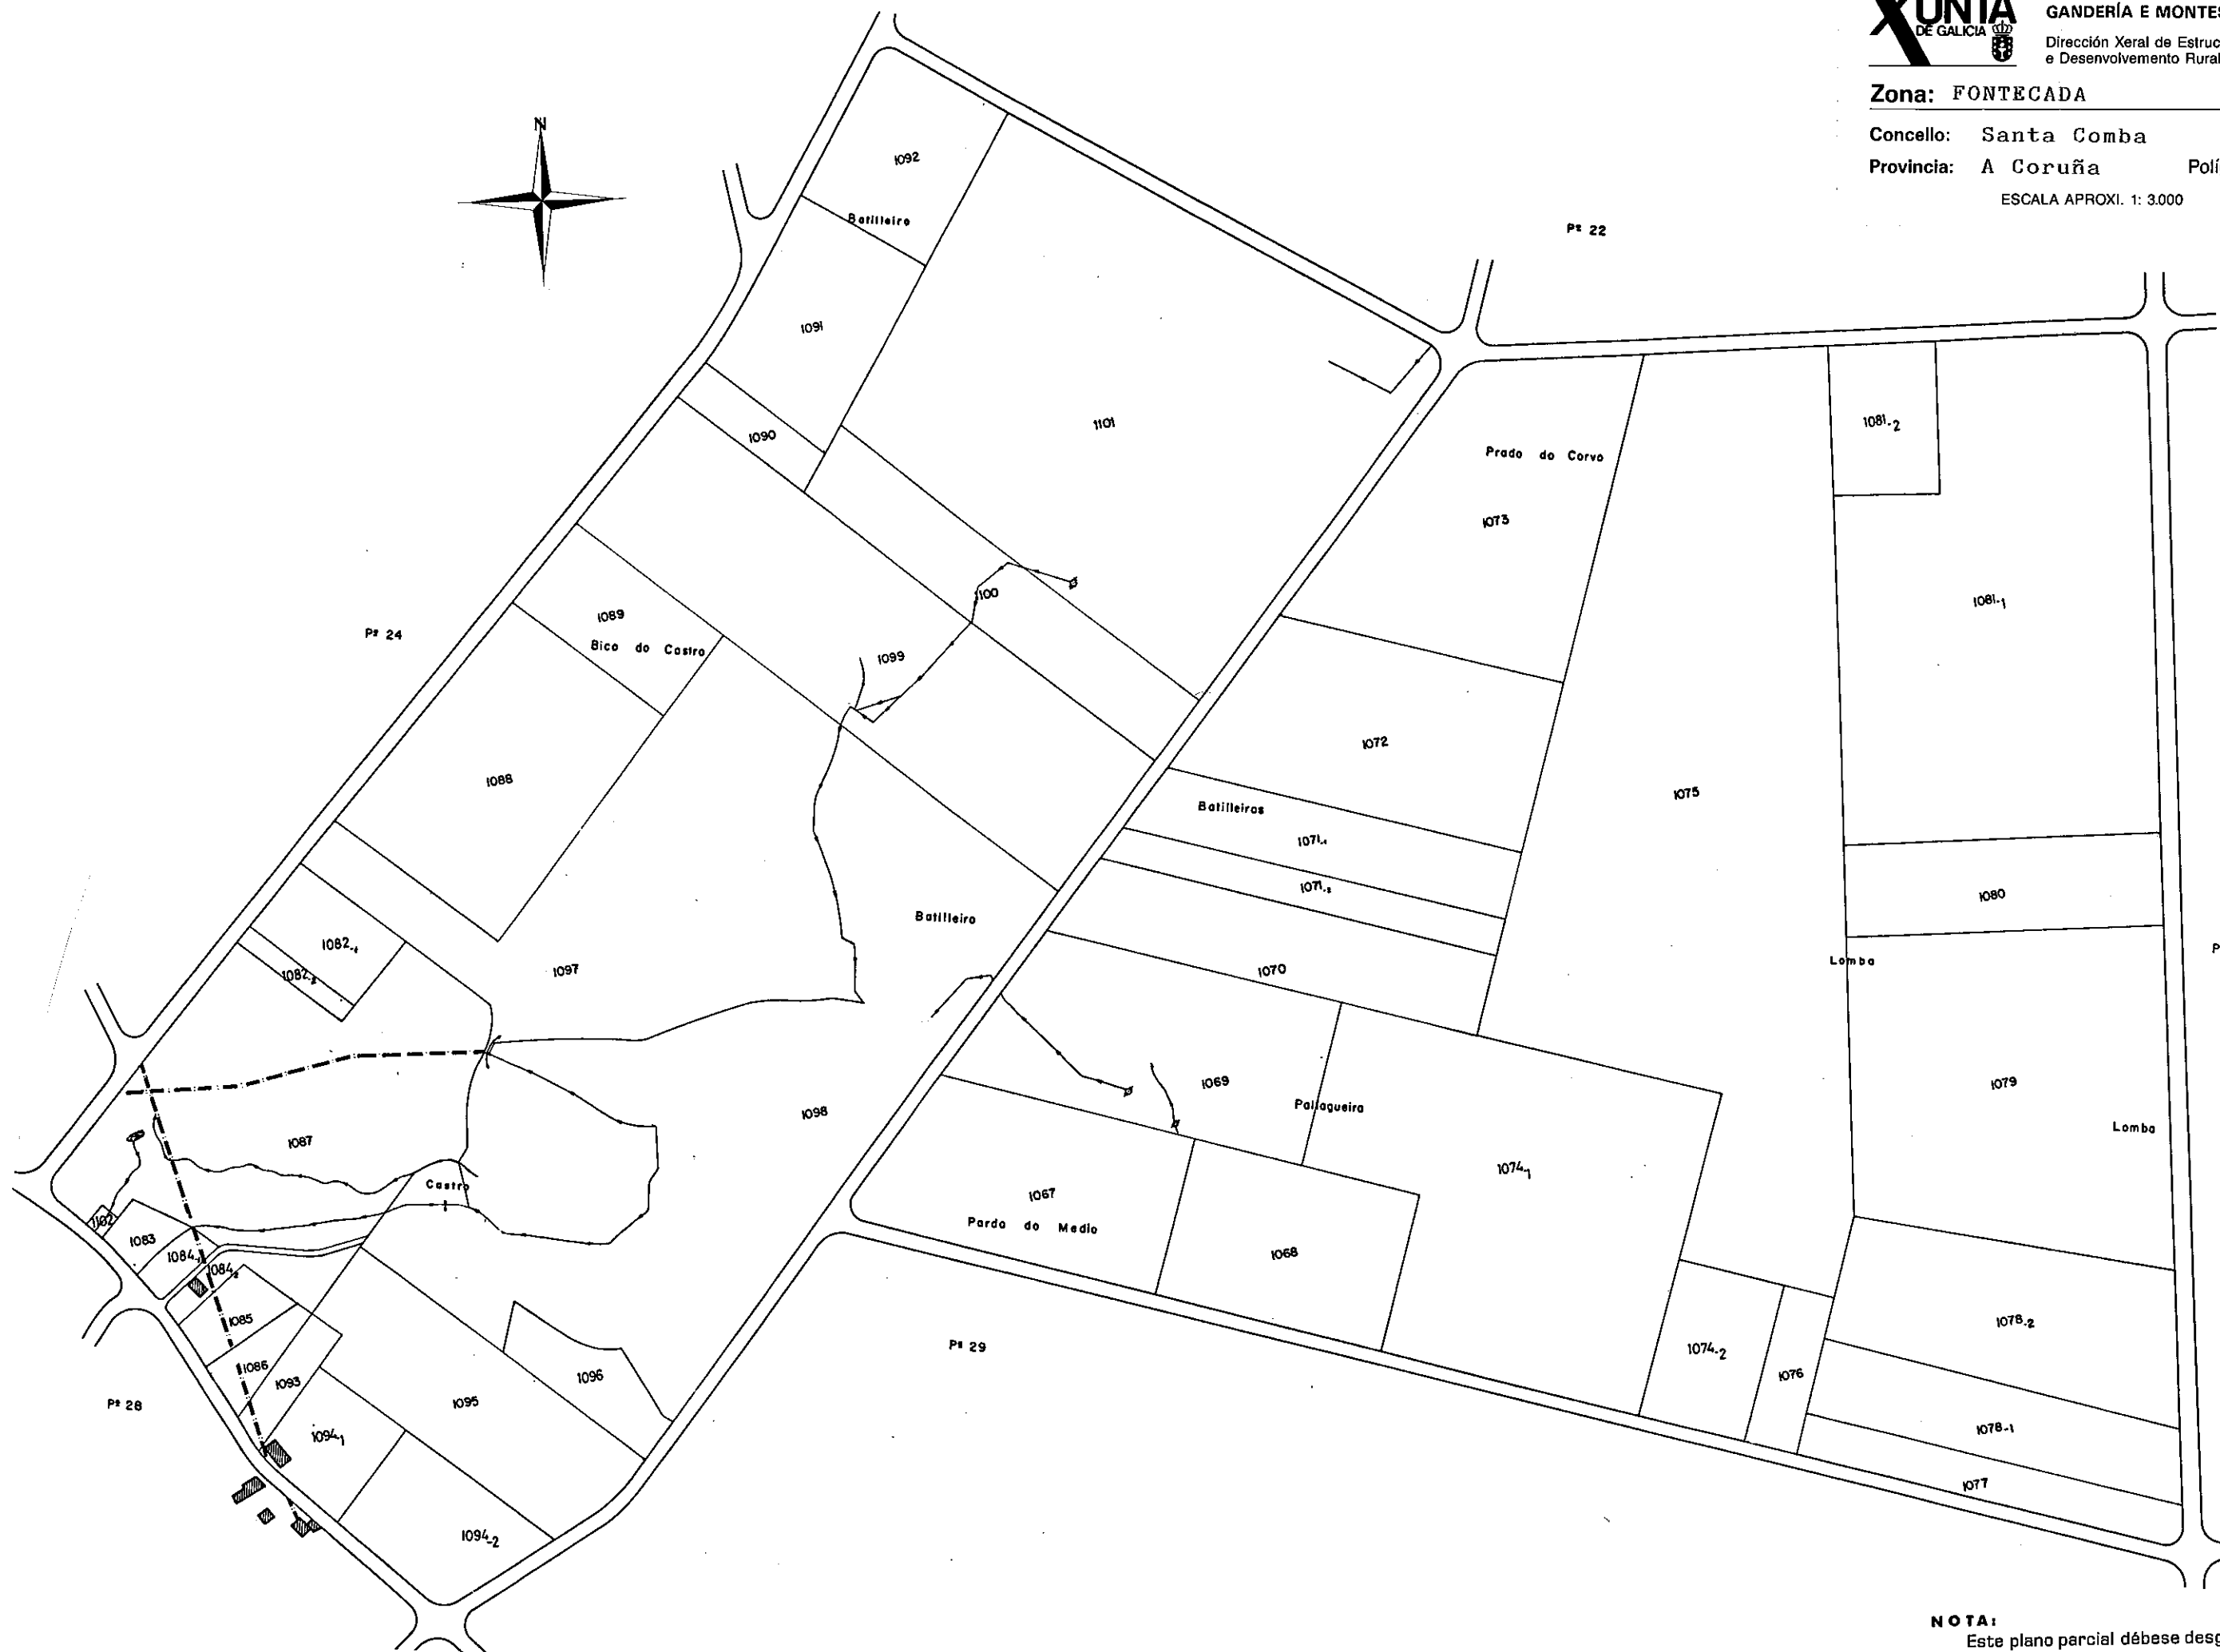 XUNTA
DE GALICIA
GANDERÍA E MONTES
Dirección Xeral de Estruc
e Desenvolvemento Rural
Zona: FONTECADA
Concello: Santa Comba
Provincia: A Coruña Polí
ESCALA APROXI. 1: 3.000
N
1092
Batilleiro
Pº 22
1091
1090
1101
1081-2
Prado do Corvo
1073
1100
1081-1
1089
Bico do Castro
Pº 24
1099
1072
1088
1075
Batilleiros
1071-1
1071-2
1080
Batilleiro
1082-1
1082-2
1097
1070
Lomba
1069
1079
Pallagueira
1098
Lomba
1087
1074-1
Castro
1067
1102
Pardo do Medio
1083
1068
1084-1
1084-2
1085
1078-2
Pº 29
1074-2
1086
1076
1093
1096
1095
Pº 28
1094-1
1078-1
1077
1094-2
NOTA:
Este plano parcial débese desg